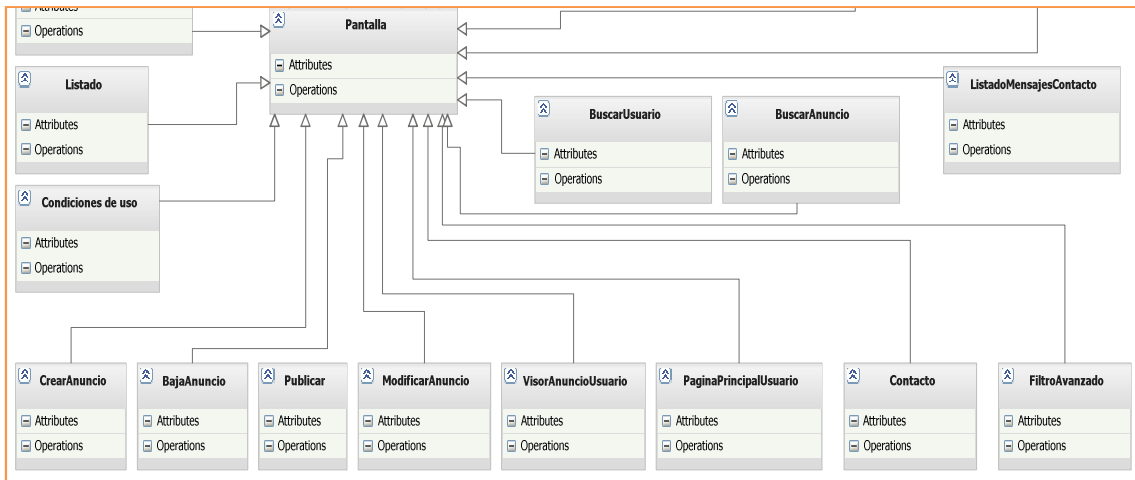 Attributes
Operations
Pantalla
Attributes
Operations
Listado
Attributes
Operations
BuscarUsuario
Attributes
Operations
BuscarAnuncio
Attributes
Operations
ListadoMensajesContacto
Attributes
Operations
Condiciones de uso
Attributes
Operations
CrearAnuncio
Attributes
Operations
BajaAnuncio
Attributes
Operations
Publicar
Attributes
Operations
ModificarAnuncio
Attributes
Operations
VisorAnuncioUsuario
Attributes
Operations
PaginaPrincipalUsuario
Attributes
Operations
Contacto
Attributes
Operations
FiltroAvanzado
Attributes
Operations